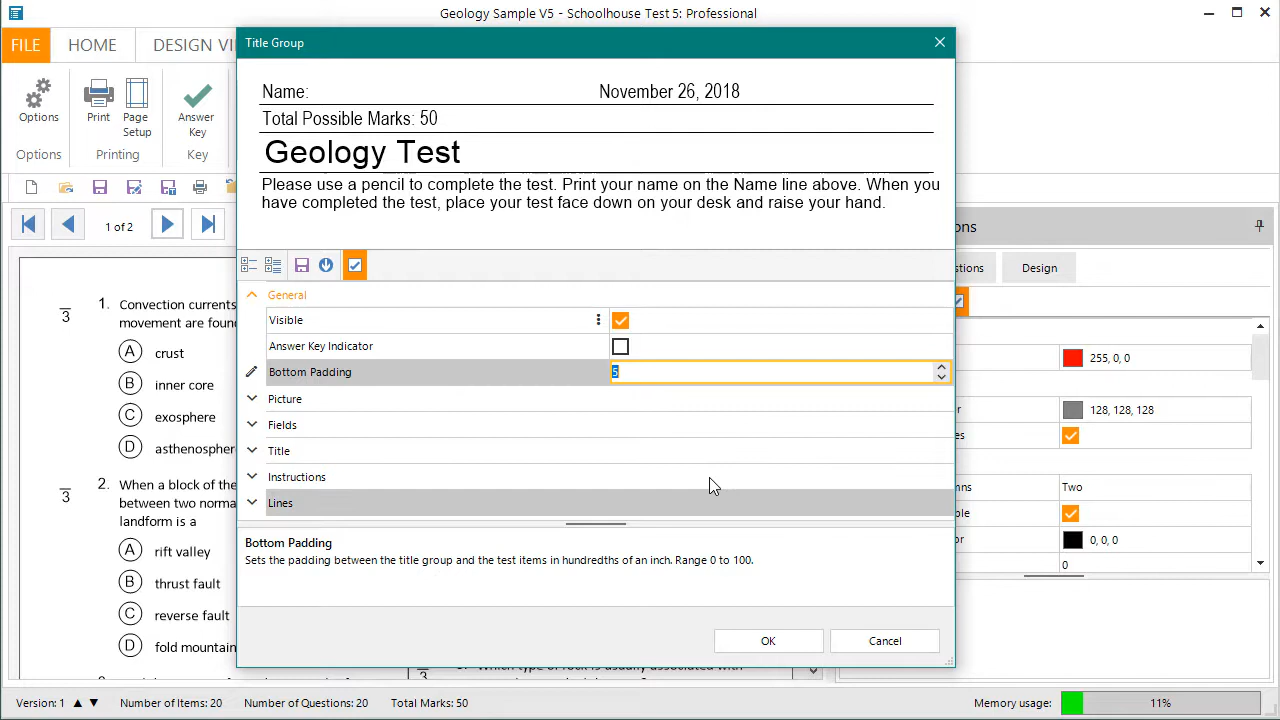 Geology Sample V5 - Schoolhouse Test 5: Professional
FILE
HOME
DESIGN VI
Options
Print
Page Setup
Answer Key
Options
Printing
Key
1 of 2
Title Group
Name:
November 26, 2018
Total Possible Marks: 50
Geology Test
Please use a pencil to complete the test. Print your name on the Name line above. When you
have completed the test, place your test face down on your desk and raise your hand.
General
Visible
Answer Key Indicator
Bottom Padding
5
Picture
Fields
Title
Instructions
Lines
Bottom Padding
Sets the padding between the title group and the test items in hundredths of an inch. Range 0 to 100.
OK
Cancel
3
1.
Convection currents
movement are found
A
crust
B
inner core
C
exosphere
D
asthenospher
3
2.
When a block of the
between two norma
landform is a
A
rift valley
B
thrust fault
C
reverse fault
D
fold mountain
3
ons
stions
Design
255, 0, 0
r
128, 128, 128
es
ns
Two
ble
or
0, 0, 0
0
Version: 1
Number of Items: 20
Number of Questions: 20
Total Marks: 50
Memory usage:
11%